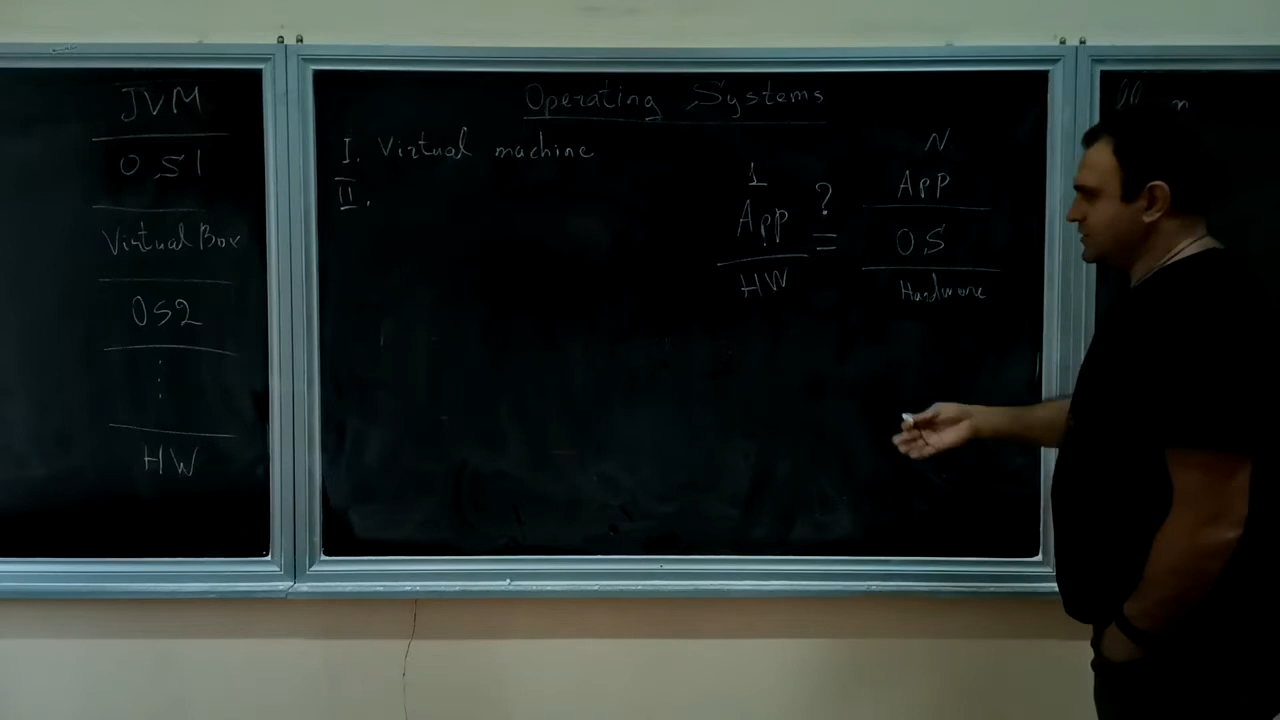 JVM
OS1
Virtual Box
OS2
HW
Operating Systems
I. Virtual machine
II.
1
App
HW
?
=
N
App
OS
Hardware